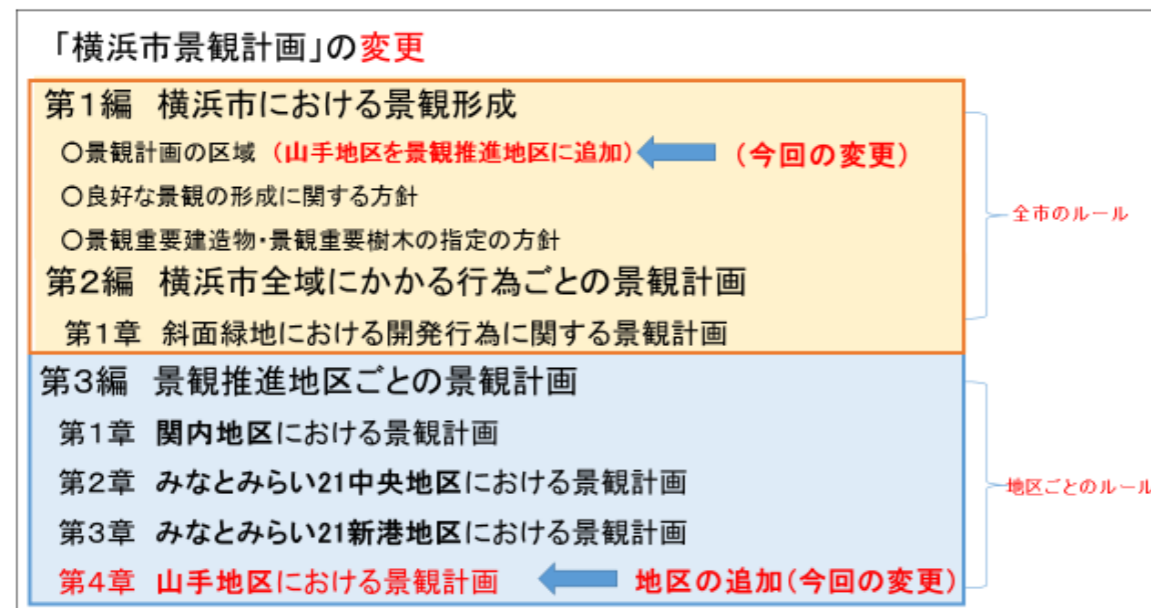 「横浜市景観計画」の変更
第1編　横浜市における景観形成
○景観計画の区域（山手地区を景観推進地区に追加）（今回の変更）
○良好な景観の形成に関する方針
○景観重要建造物・景観重要樹木の指定の方針
全市のルール
第2編　横浜市全域にかかる行為ごとの景観計画
第1章　斜面緑地における開発行為に関する景観計画
第3編　景観推進地区ごとの景観計画
第1章　関内地区における景観計画
第2章　みなとみらい21中央地区における景観計画
地区ごとのルール
第3章　みなとみらい21新港地区における景観計画
第4章　山手地区における景観計画　地区の追加（今回の変更）